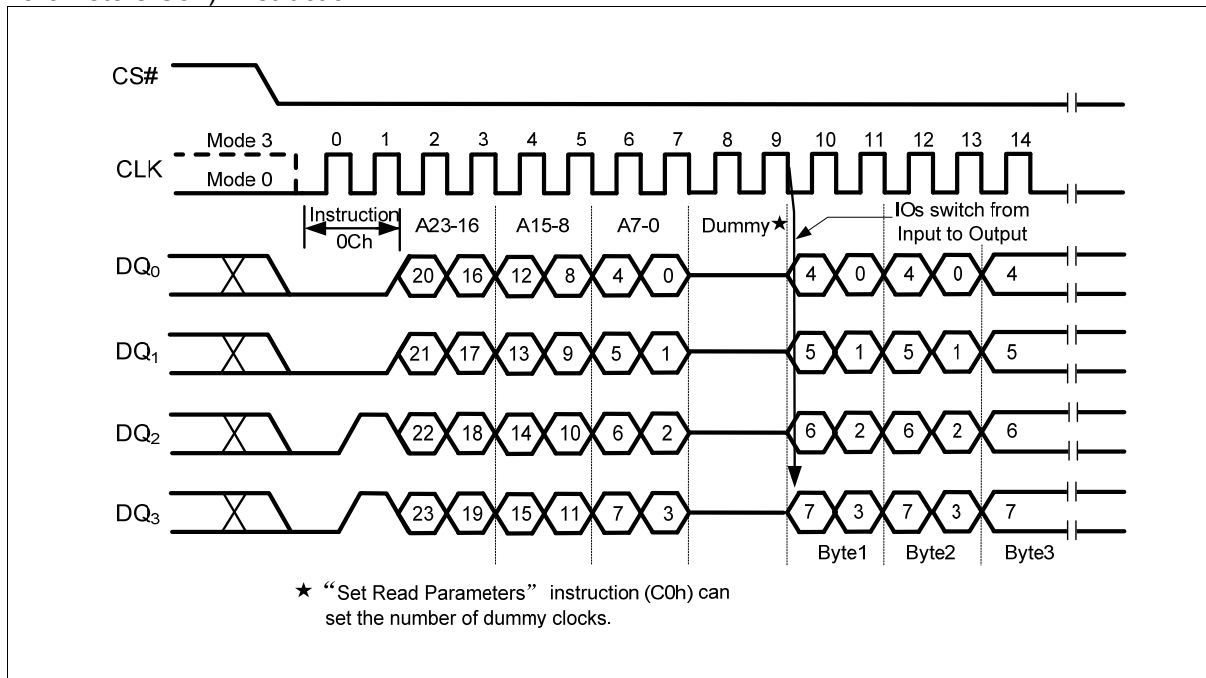 CS#
Mode 3
0 1 2 3 4 5 6 7 8 9 10 11 12 13 14
CLK
Mode 0
Instruction
0Ch
A23-16 A15-8 A7-0 Dummy★
IOs switch from
Input to Output
DQ0 20 16 12 8 4 0 4 0 4 0 4
DQ1 21 17 13 9 5 1 5 1 5 1 5
DQ2 22 18 14 10 6 2 6 2 6 2 6
DQ3 23 19 15 11 7 3 7 3 7 3 7
Byte1 Byte2 Byte3
★ “Set Read Parameters” instruction (C0h) can
set the number of dummy clocks.